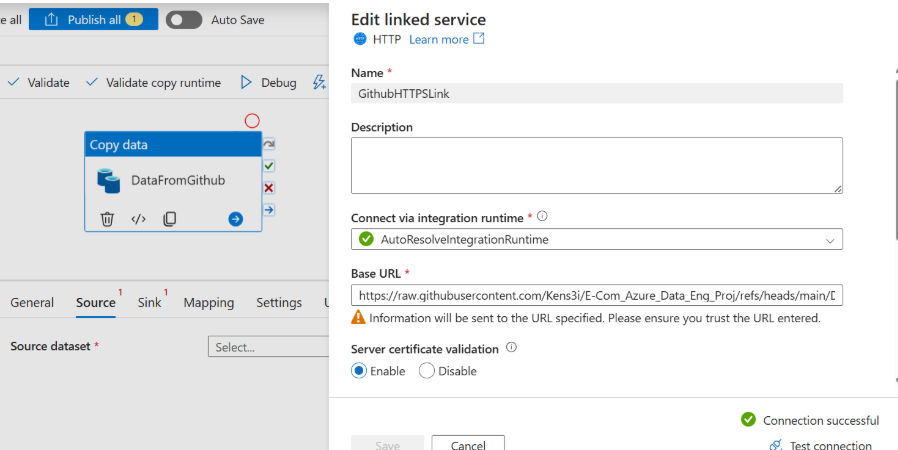 e all
Publish all 1
Auto Save
Validate
Validate copy runtime
Debug
Copy data
DataFromGithub
General
Source 1
Sink 1
Mapping
Settings
Source dataset *
Select...
Edit linked service
HTTP Learn more
Name *
GithubHTTPSLink
Description
Connect via integration runtime *
AutoResolveIntegrationRuntime
Base URL *
https://raw.githubusercontent.com/Kens3i/E-Com_Azure_Data_Eng_Proj/refs/heads/main/D
Information will be sent to the URL specified. Please ensure you trust the URL entered.
Server certificate validation
Enable Disable
Connection successful
Save Cancel
Test connection